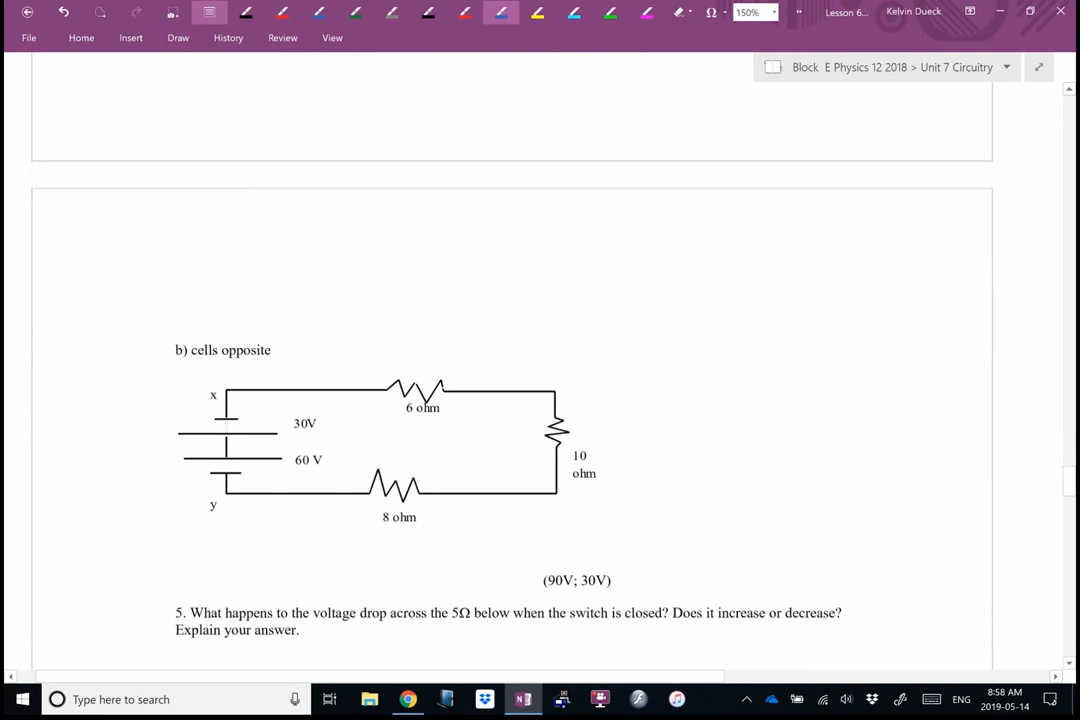 150%
Lesson 6...
Kelvin Dueck
File
Home
Insert
Draw
History
Review
View
Block E Physics 12 2018 > Unit 7 Circuitry
b) cells opposite
x
6 ohm
30V
10
ohm
60 V
y
8 ohm
(90V; 30V)
5. What happens to the voltage drop across the 5Ω below when the switch is closed? Does it increase or decrease?
Explain your answer.
Type here to search
ENG
8:58 AM
2019-05-14